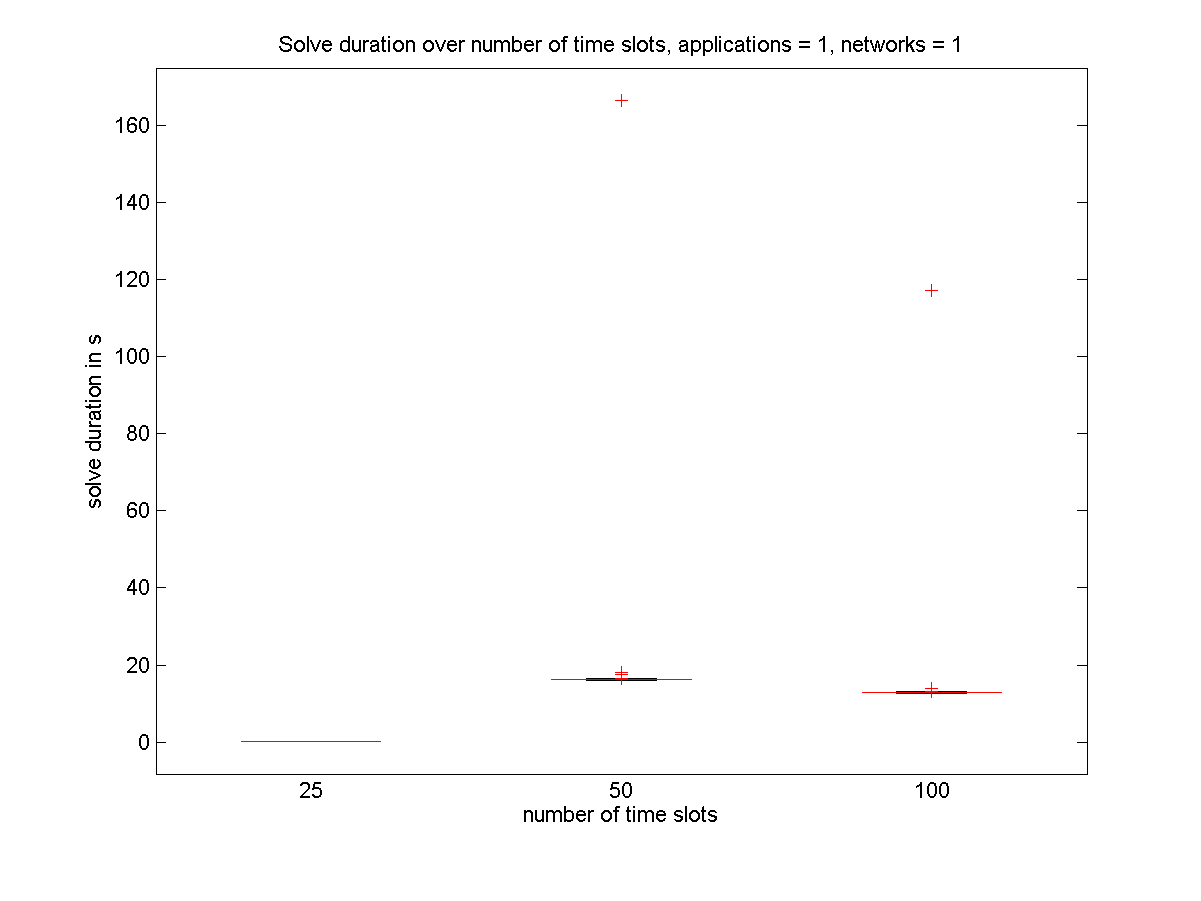 Solve duration over number of time slots, applications = 1, networks = 1
160
140
120
100
80
60
40
20
0
solve duration in s
25 50 100
number of time slots